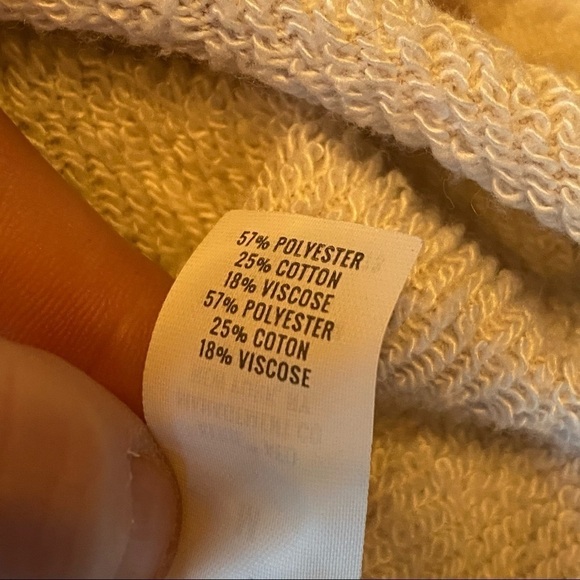 57% POLYESTER
25% COTTON
18% VISCOSE
57% POLYESTER
25% COTON
18% VISCOSE